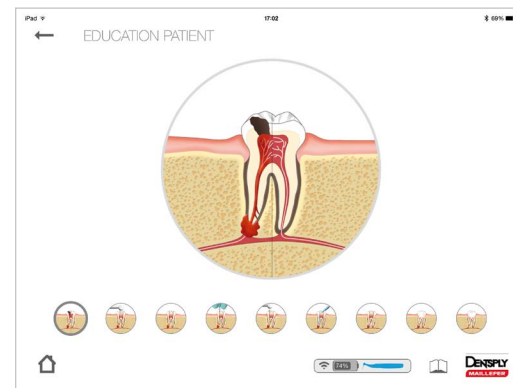 iPad 17:02 69%
EDUCATION PATIENT
74%
DENTSPLY
MAILLEFER